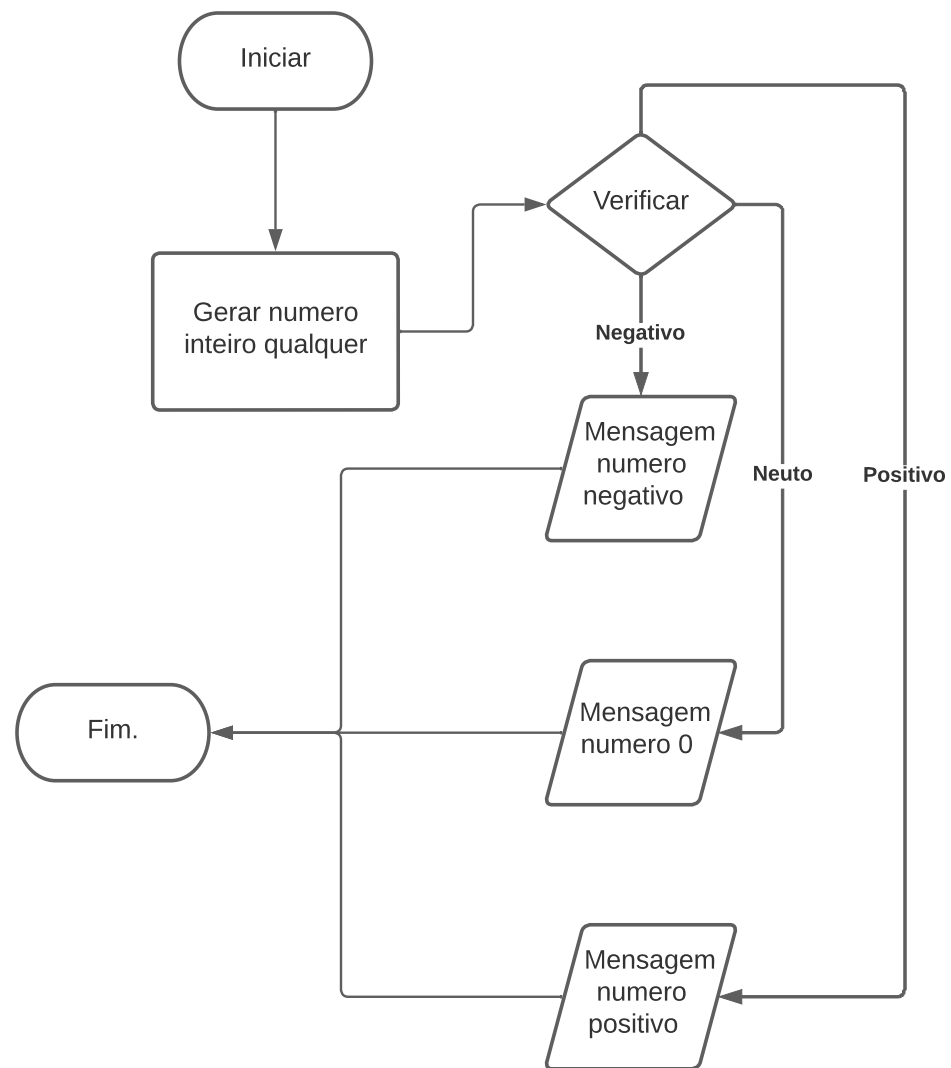 Iniciar
Verificar
Gerar numero
inteiro qualquer
Negativo
Mensagem
numero
negativo
Neuto
Positivo
Mensagem
numero 0
Fim.
Mensagem
numero
positivo